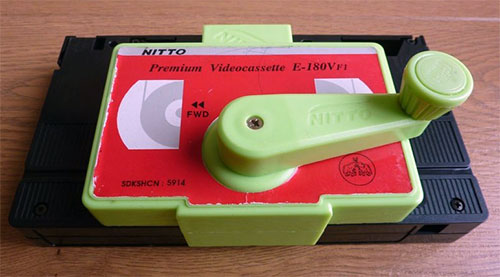 NITTO
Premium Videocassette E-180VF1
◀◀
FWD
NITTO
SDKSHCN : 5914